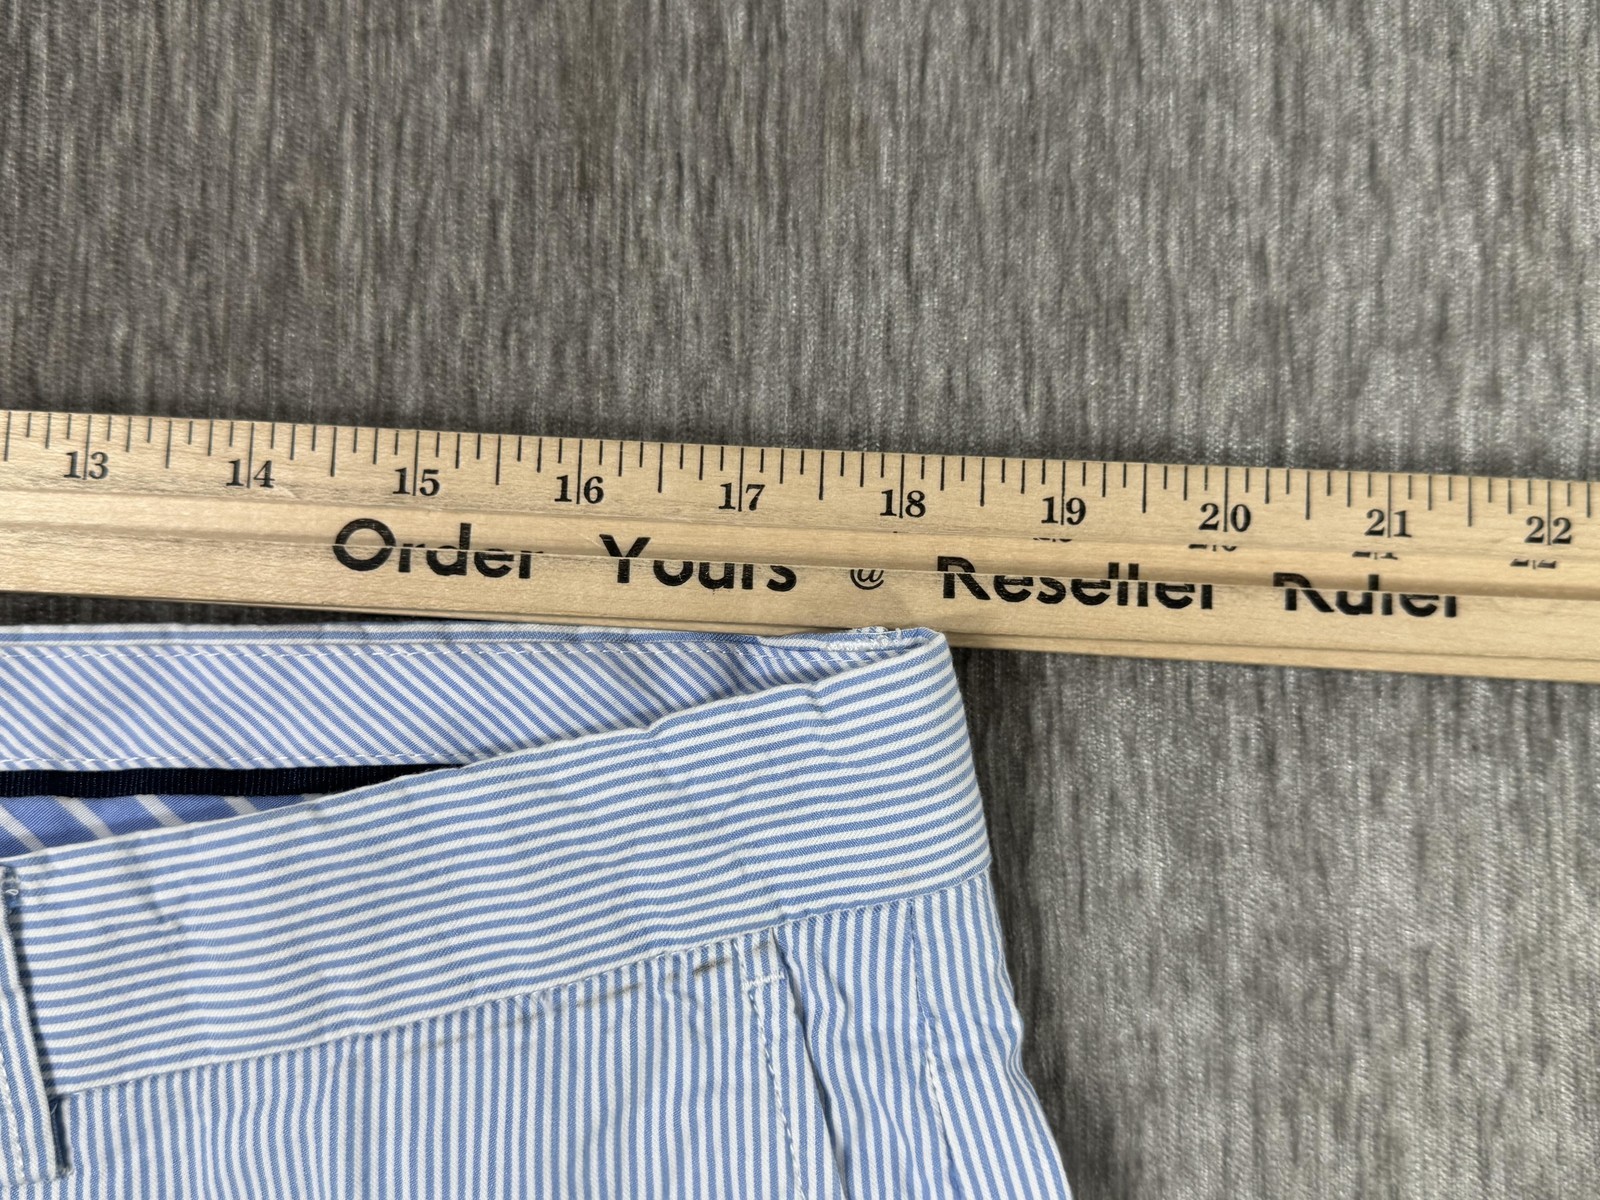 13 14 15 16 17 18 19 20 21 22
Order Yours @ Reseller Ruler